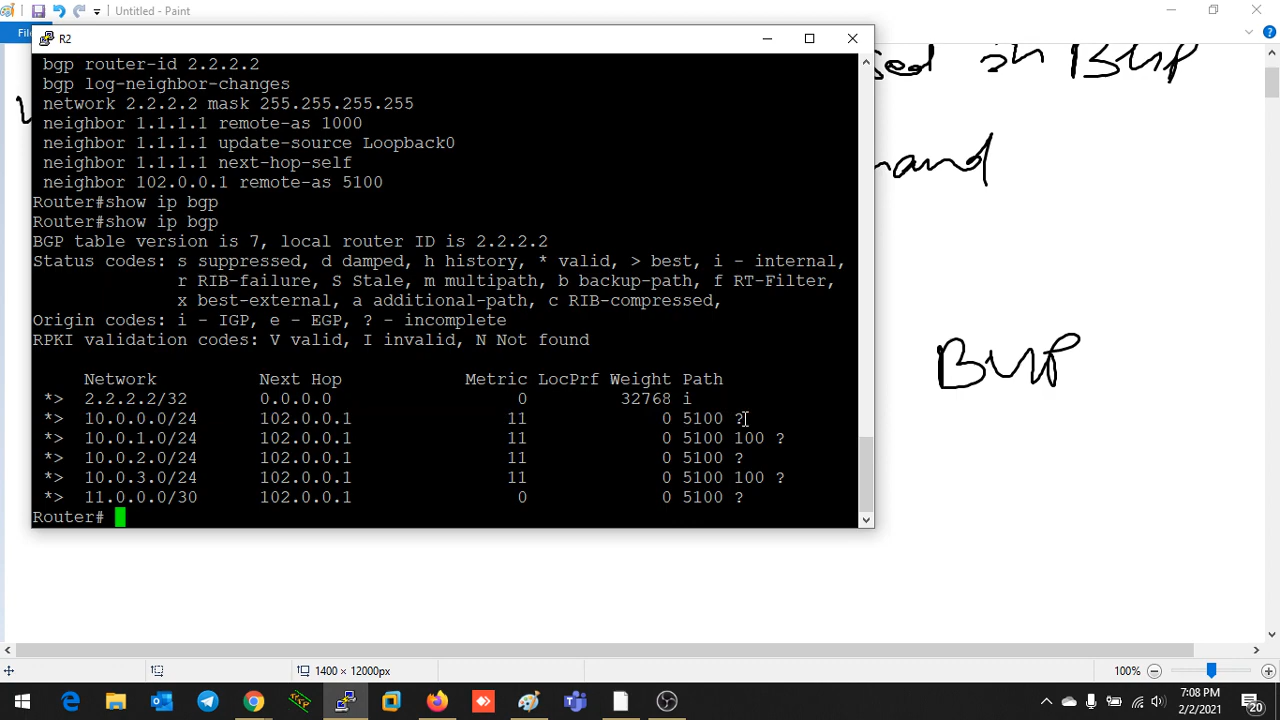 Untitled - Paint
R2
bgp router-id 2.2.2.2
bgp log-neighbor-changes
network 2.2.2.2 mask 255.255.255.255
neighbor 1.1.1.1 remote-as 1000
neighbor 1.1.1.1 update-source Loopback0
neighbor 1.1.1.1 next-hop-self
neighbor 102.0.0.1 remote-as 5100
Router#show ip bgp
Router#show ip bgp
BGP table version is 7, local router ID is 2.2.2.2
Status codes: s suppressed, d damped, h history, * valid, > best, i - internal,
r RIB-failure, S Stale, m multipath, b backup-path, f RT-Filter,
x best-external, a additional-path, c RIB-compressed,
Origin codes: i - IGP, e - EGP, ? - incomplete
RPKI validation codes: V valid, I invalid, N Not found
Network Next Hop Metric LocPrf Weight Path
*> 2.2.2.2/32 0.0.0.0 0 32768 i
*> 10.0.0.0/24 102.0.0.1 11 0 5100 ?
*> 10.0.1.0/24 102.0.0.1 11 0 5100 100 ?
*> 10.0.2.0/24 102.0.0.1 11 0 5100 ?
*> 10.0.3.0/24 102.0.0.1 11 0 5100 100 ?
*> 11.0.0.0/30 102.0.0.1 0 0 5100 ?
Router#
BGP
1400 × 12000px
100%
7:08 PM
2/2/2021
20